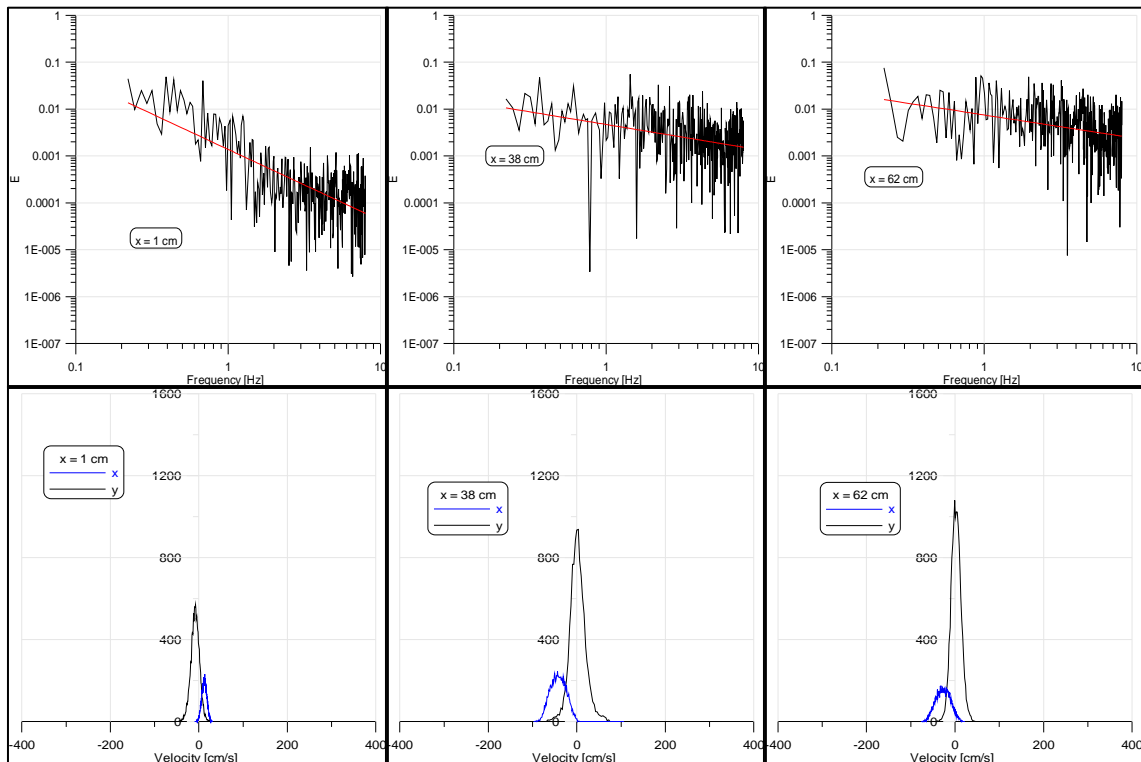 1
0.1
0.01
0.001
0.0001
1E-005
1E-006
1E-007
E
x = 1 cm
0.1 1 10
Frequency [Hz]
1
0.1
0.01
0.001
0.0001
1E-005
1E-006
1E-007
E
x = 38 cm
0.1 1 10
Frequency [Hz]
1
0.1
0.01
0.001
0.0001
1E-005
1E-006
1E-007
E
x = 62 cm
0.1 1 10
Frequency [Hz]
1600
1200
800
400
0
x = 1 cm
x
y
-400 -200 0 200 400
Velocity [cm/s]
1600
1200
800
400
0
x = 38 cm
x
y
-400 -200 0 200 400
Velocity [cm/s]
1600
1200
800
400
0
x = 62 cm
x
y
-400 -200 0 200 400
Velocity [cm/s]